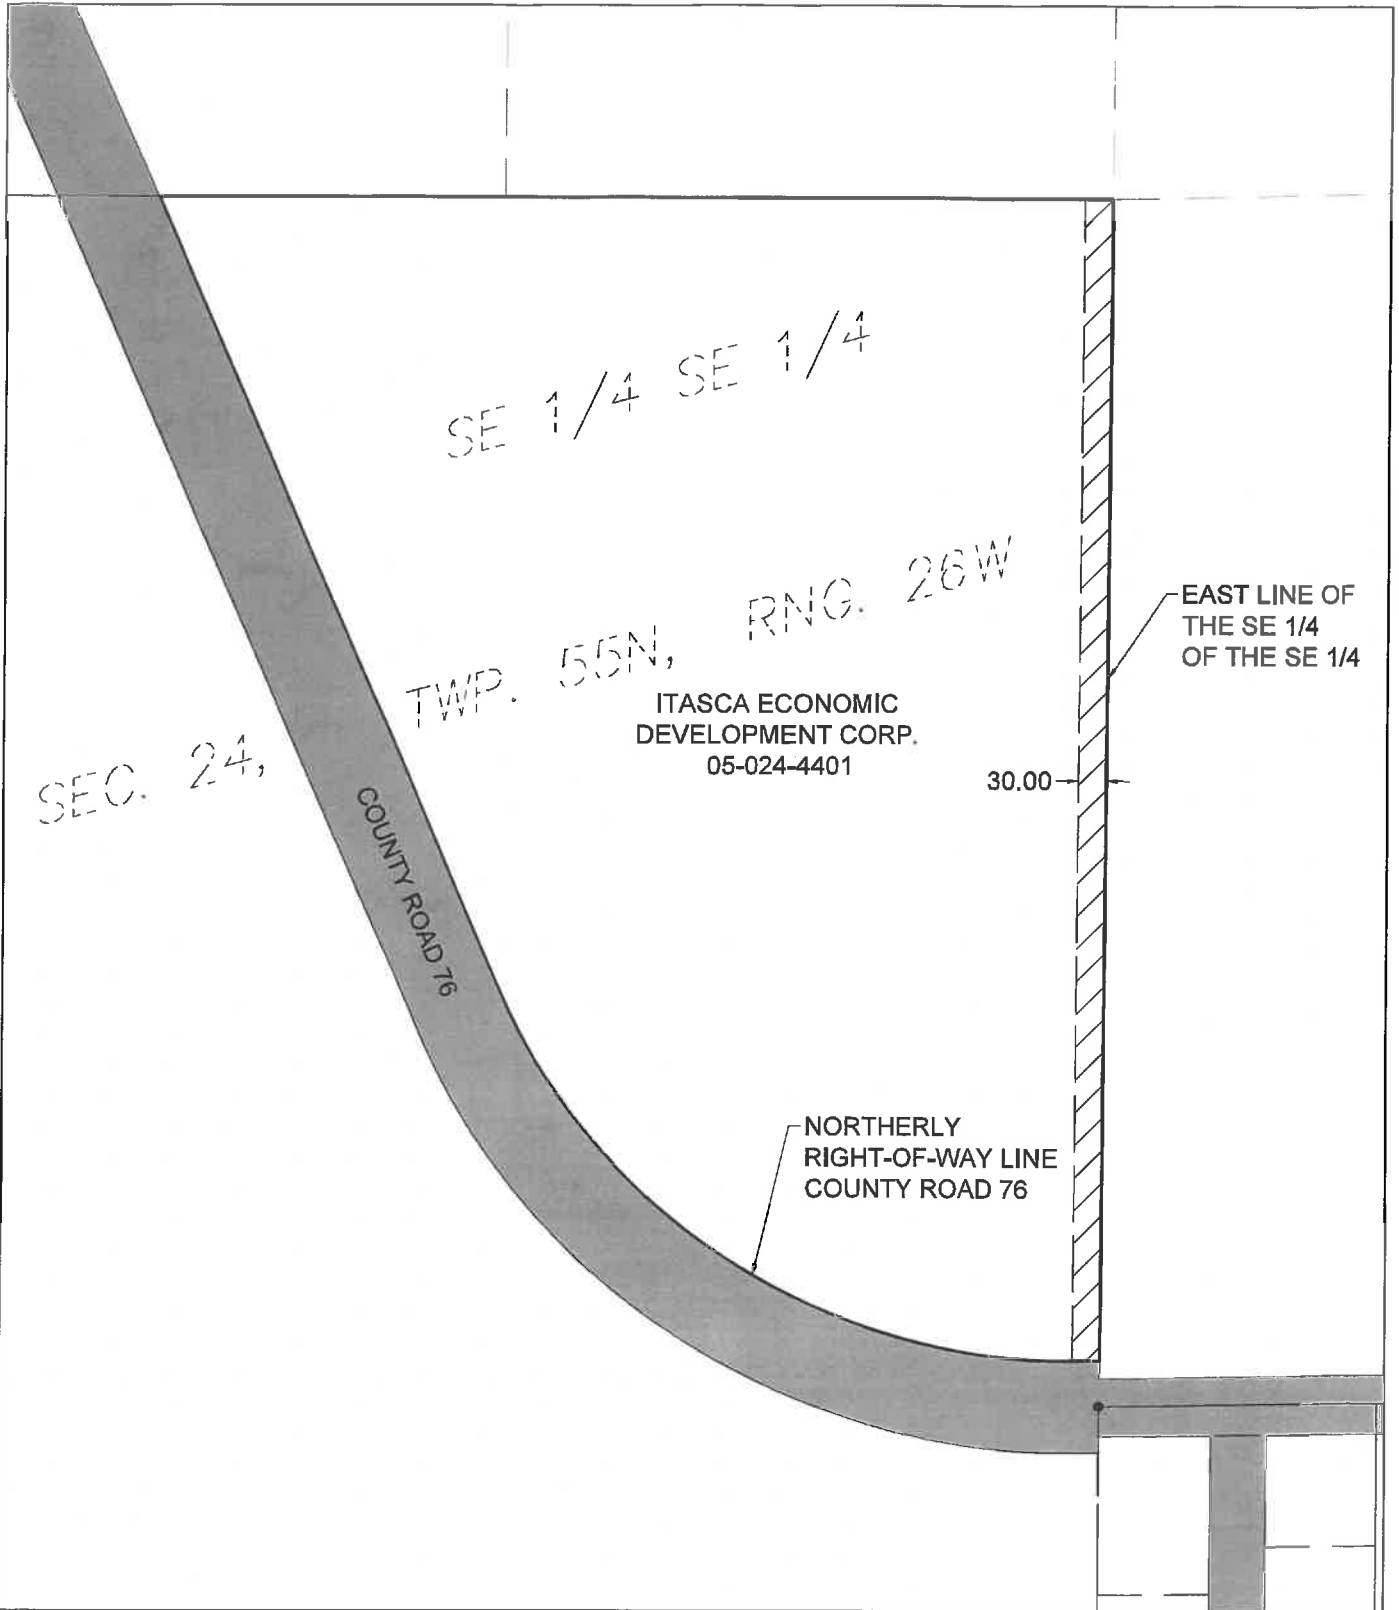 SE 1/4 SE 1/4
SEC. 24, TWP. 55N, RNG. 26W
EAST LINE OF
THE SE 1/4
OF THE SE 1/4
ITASCA ECONOMIC
DEVELOPMENT CORP.
05-024-4401
30.00
COUNTY ROAD 76
NORTHERLY
RIGHT-OF-WAY LINE
COUNTY ROAD 76